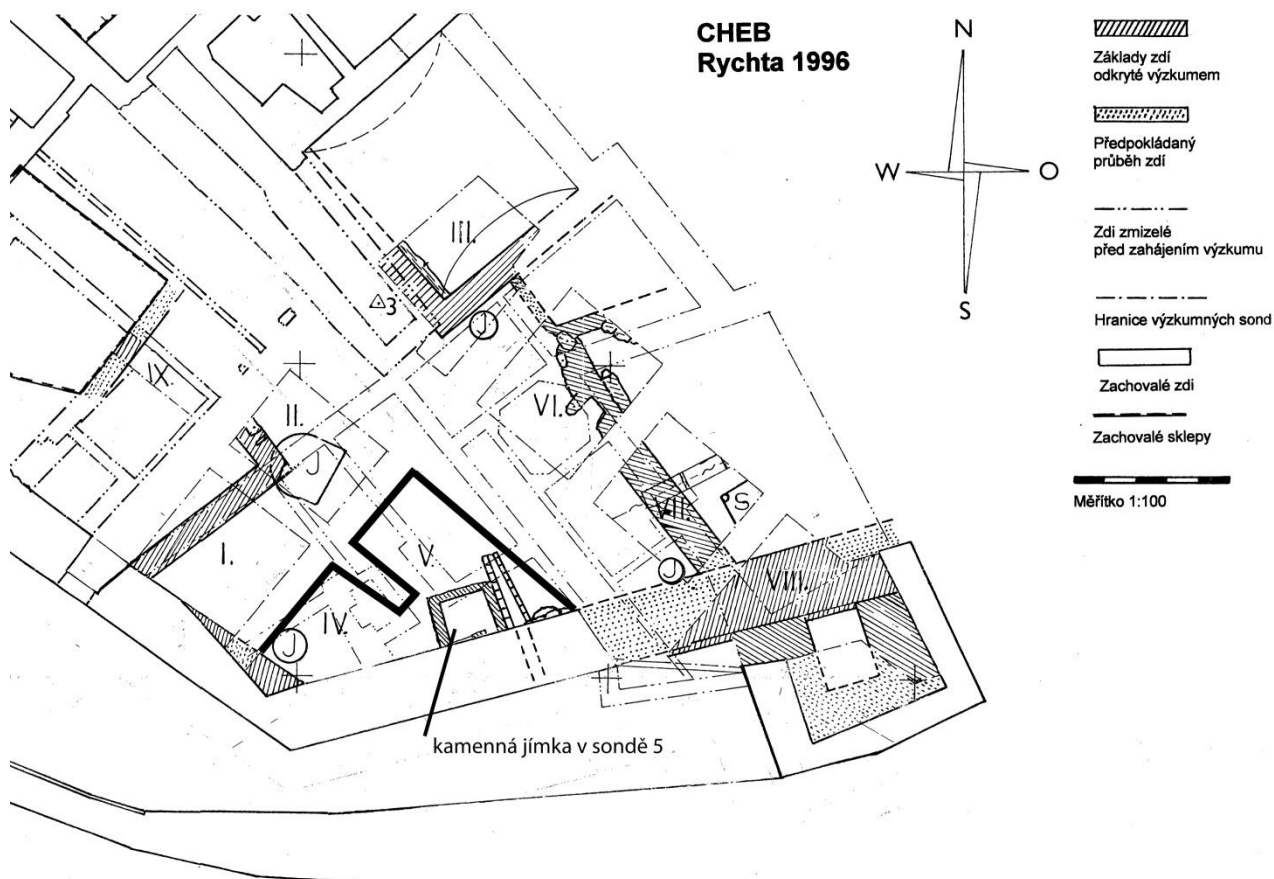 CHEB
Rychta 1996
N
W
O
S
Základy zdí
odkryté výzkumem
Předpokládaný
průběh zdí
Zdi zmizelé
před zahájením výzkumu
Hranice výzkumných sond
Zachovalé zdi
Zachovalé sklepy
Měřítko 1:100
III.
3
J
IX.
II.
J
VI.
I.
V.
VII.
S
J
VIII.
IV.
J
kamenná jímka v sondě 5